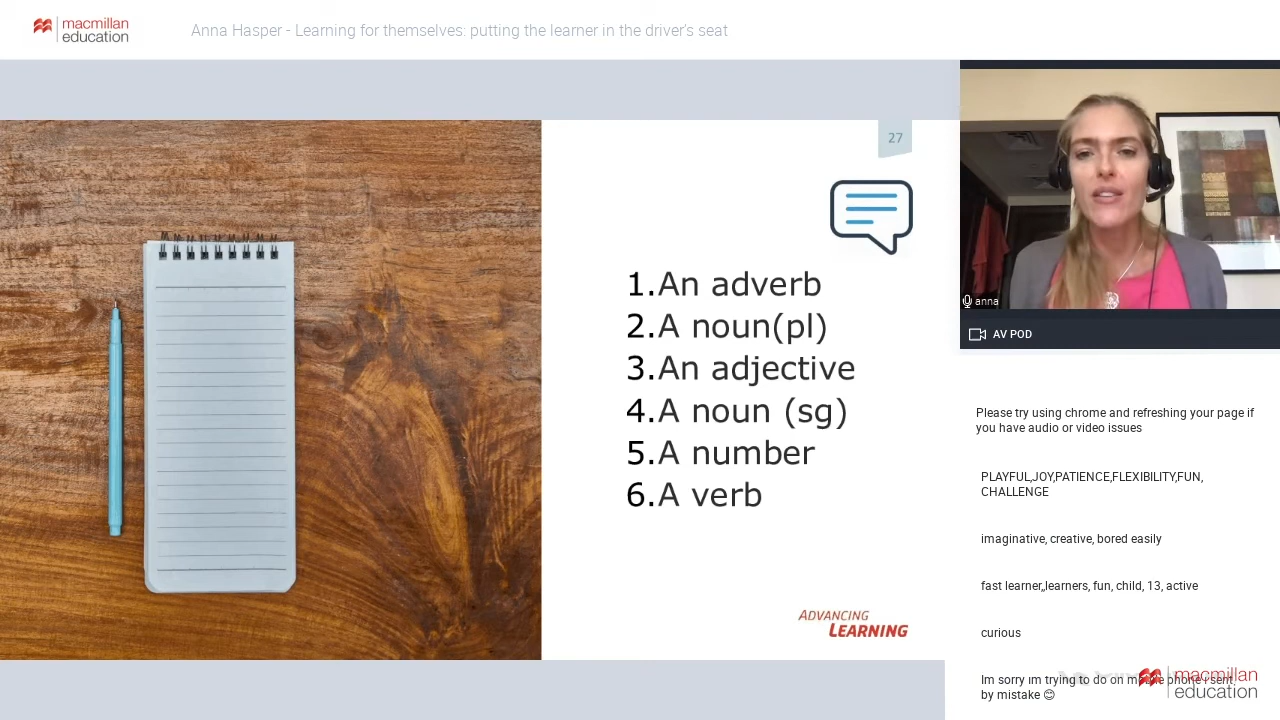 macmillan
education
Anna Hasper - Learning for themselves: putting the learner in the driver's seat
27
1.An adverb
2.A noun(pl)
3.An adjective
4.A noun (sg)
5.A number
6.A verb
ADVANCING
LEARNING
anna
AV POD
Please try using chrome and refreshing your page if
you have audio or video issues
PLAYFUL,JOY,PATIENCE,FLEXIBILITY,FUN,
CHALLENGE
imaginative, creative, bored easily
fast learner,,learners, fun, child, 13, active
curious
Im sorry ım trying to do on phone ı sent
by mistake 😊
macmillan
education